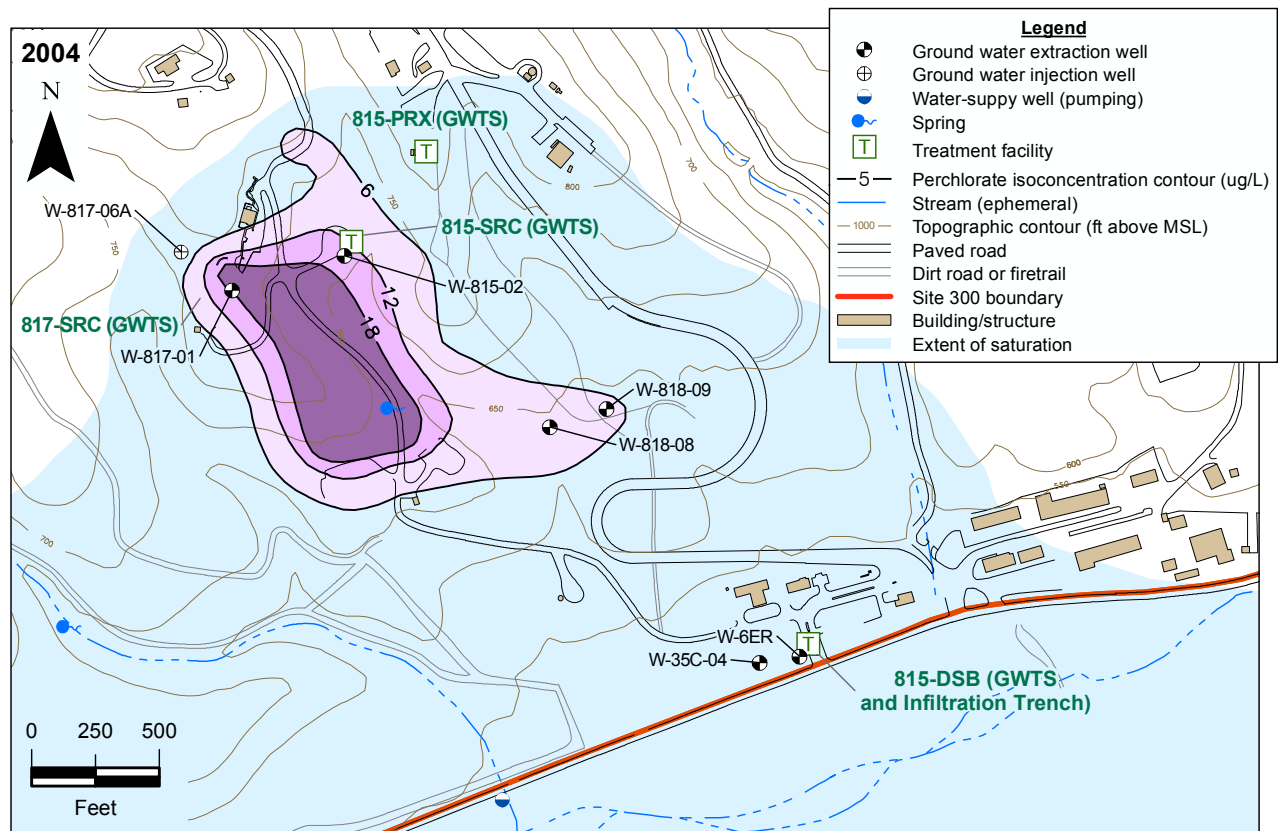 2004
N
Legend
Ground water extraction well
Ground water injection well
Water-suppy well (pumping)
Spring
T
Treatment facility
5
Perchlorate isoconcentration contour (ug/L)
Stream (ephemeral)
1000
Topographic contour (ft above MSL)
Paved road
Dirt road or firetrail
Site 300 boundary
Building/structure
Extent of saturation
815-PRX (GWTS)
T
700
800
6
750
W-817-06A
750
815-SRC (GWTS)
T
W-815-02
12
18
817-SRC (GWTS)
W-817-01
W-818-09
650
W-818-08
600
550
700
W-6ER
T
W-35C-04
815-DSB (GWTS
and Infiltration Trench)
0 250 500
Feet